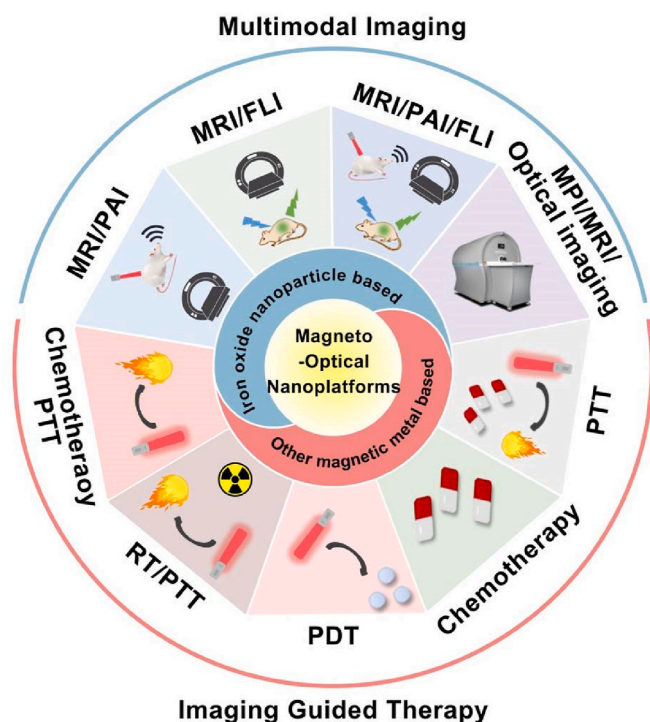 Multimodal Imaging
MRI/PAI
MRI/FLI
MRI/PAI/FLI
MPI/MRI/
Optical imaging
Iron oxide nanoparticle based
Magneto
-Optical
Nanoplatforms
Other magnetic metal based
Chemotheraoy
PTT
RT/PTT
PDT
Chemotherapy
PTT
Imaging Guided Therapy